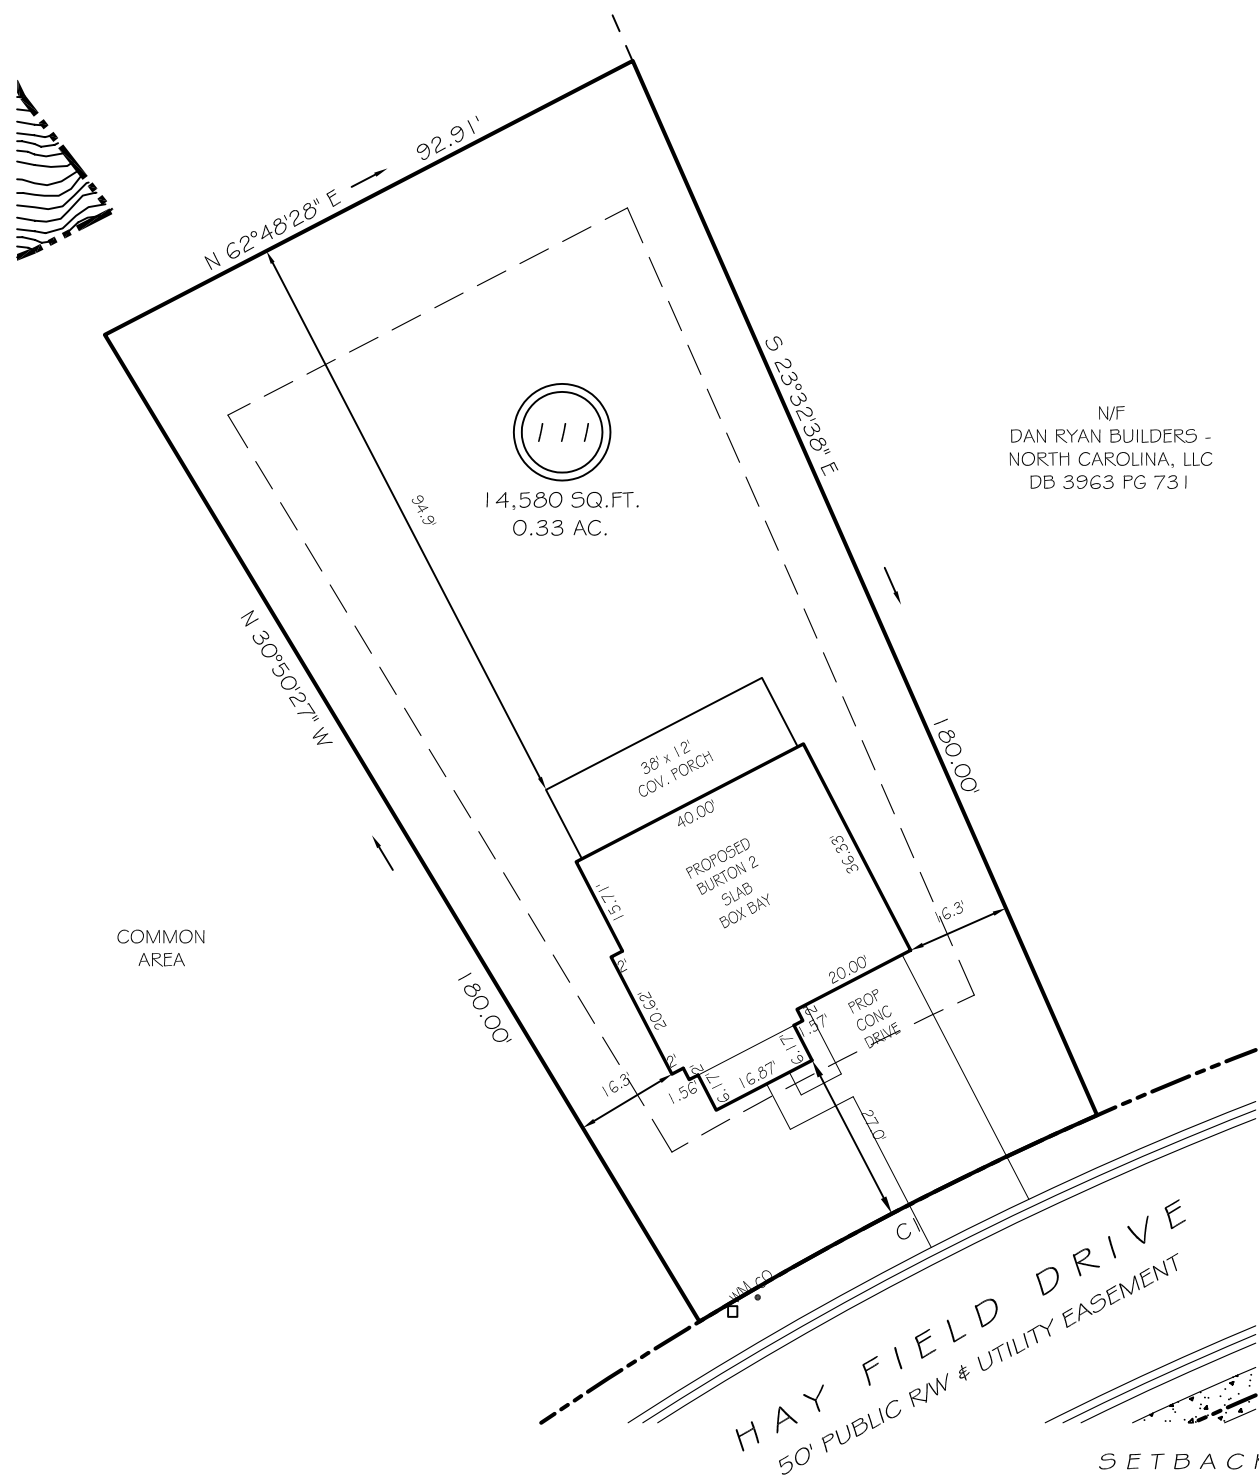 92.91'
N 62°48'28" E
S 23°32'38" E
N/F
DAN RYAN BUILDERS -
NORTH CAROLINA, LLC
DB 3963 PG 731
111
14,580 SQ.FT.
0.33 AC.
94.9'
N 30°50'27" W
180.00'
38' x 12'
COV. PORCH
40.00'
PROPOSED
BURTON 2
SLAB
BOX BAY
36.33'
15.71'
2'
20.62'
16.3'
COMMON
AREA
180.00'
20.00'
PROP
CONC
DRIVE
2'
1.57'
6.17'
16.3'
2'
1.56'
2'
6.17'
16.87'
27.0'
C1
WM CO
HAY FIELD DRIVE
50' PUBLIC R/W & UTILITY EASEMENT
SETBACK